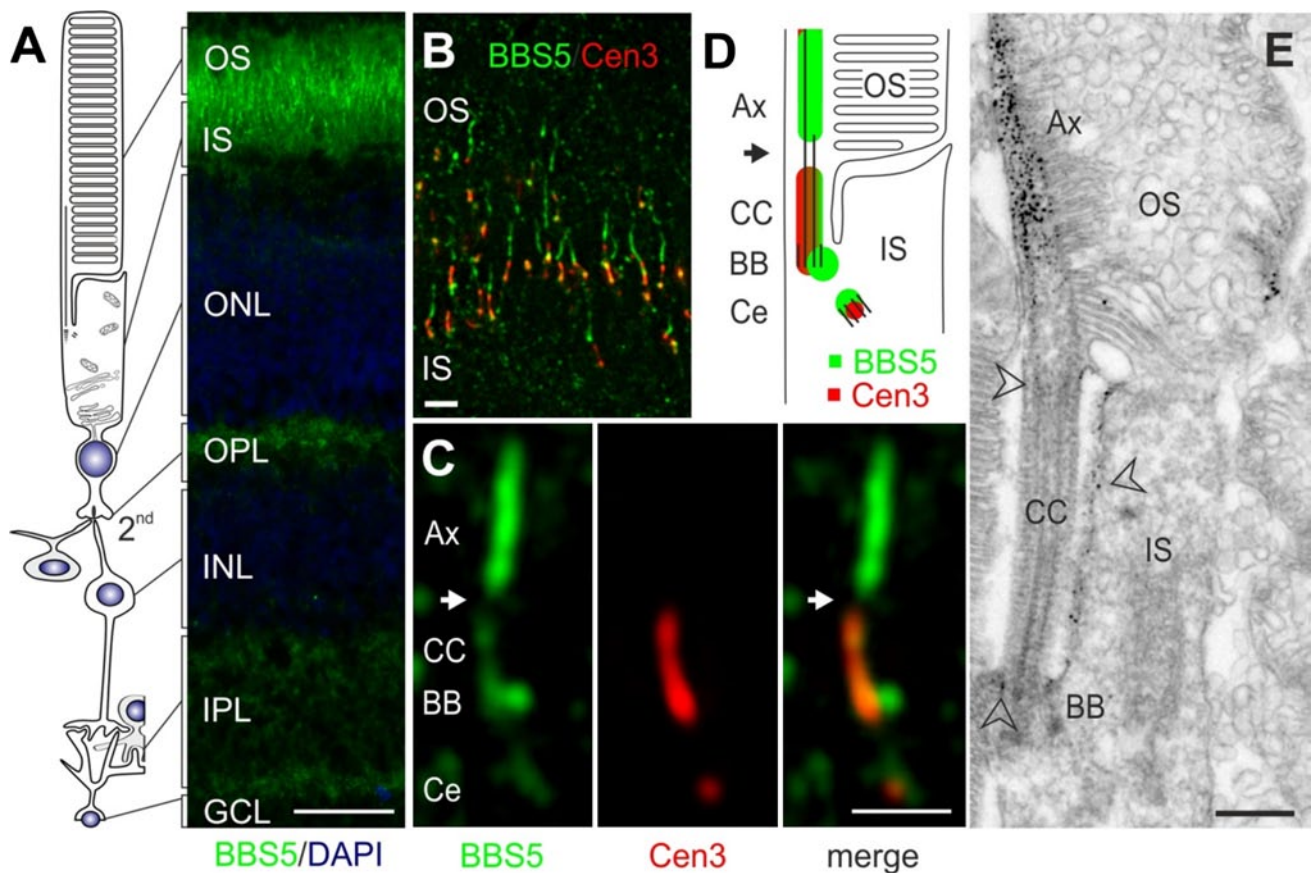 A
OS
IS
ONL
OPL
2nd
INL
IPL
GCL
BBS5/DAPI
B
BBS5/Cen3
OS
IS
C
Ax
CC
BB
Ce
BBS5
Cen3
merge
D
Ax
OS
CC
BB
IS
Ce
BBS5
Cen3
E
Ax
OS
CC
IS
BB